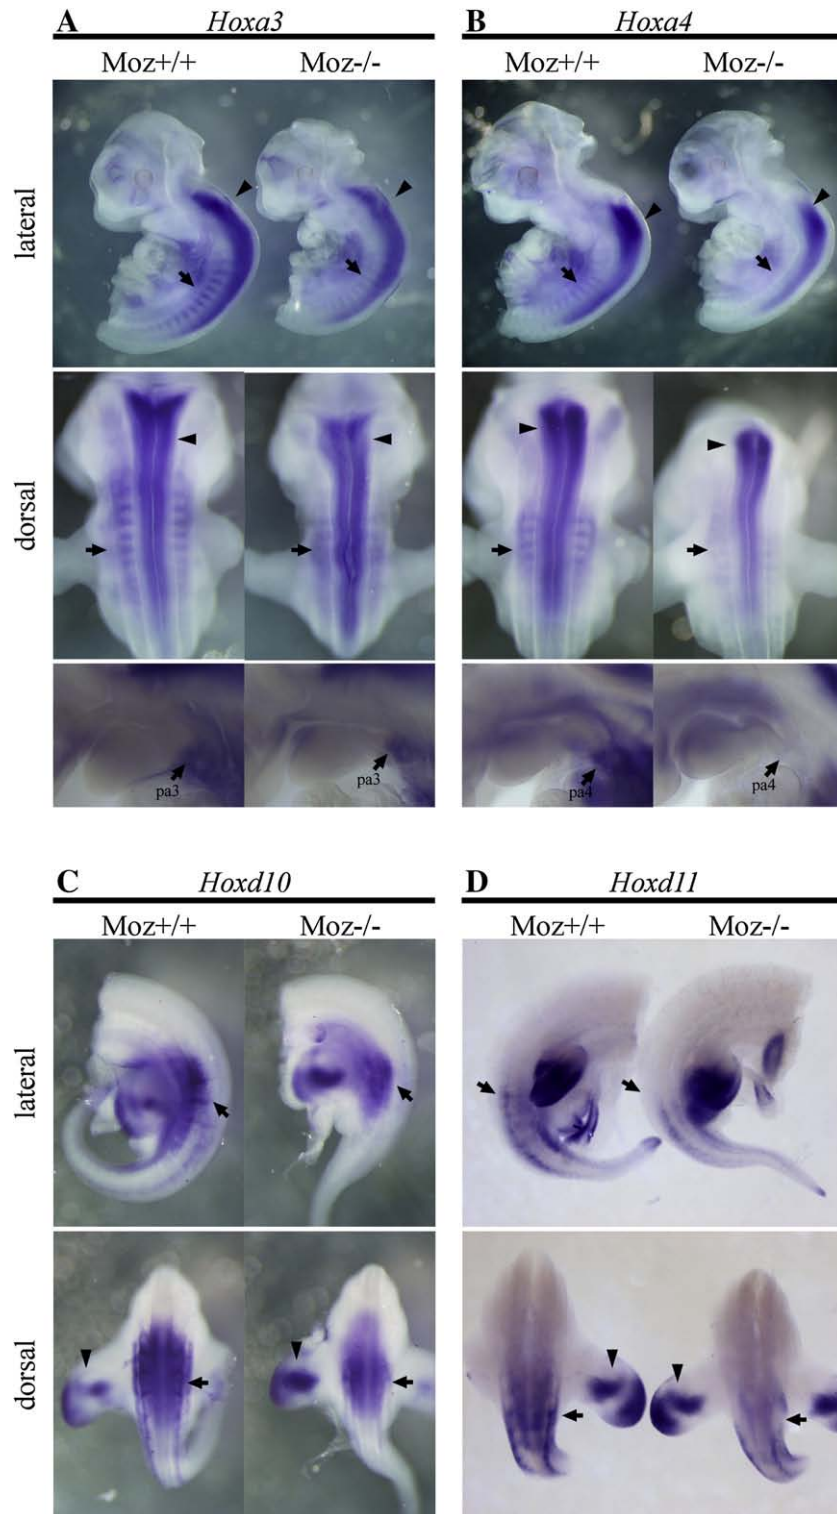 A Hoxa3
Moz+/+ Moz-/-
B Hoxa4
Moz+/+ Moz-/-
lateral
dorsal
pa3 pa3
pa4 pa4
C Hoxd10
Moz+/+ Moz-/-
D Hoxd11
Moz+/+ Moz-/-
lateral
dorsal